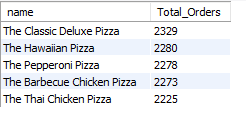 name Total_Orders
The Classic Deluxe Pizza 2329
The Hawaiian Pizza 2280
The Pepperoni Pizza 2278
The Barbecue Chicken Pizza 2273
The Thai Chicken Pizza 2225